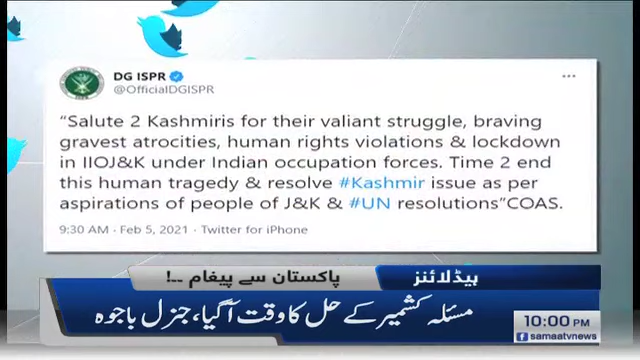 DG ISPR
@OfficialDGISPR
“Salute 2 Kashmiris for their valiant struggle, braving
gravest atrocities, human rights violations & lockdown
in IIOJ&K under Indian occupation forces. Time 2 end
this human tragedy & resolve #Kashmir issue as per
aspirations of people of J&K & #UN resolutions”COAS.
9:30 AM · Feb 5, 2021 · Twitter for iPhone
ہیڈلائنز
پاکستان سے پیغام ..!
مسئلہ کشمیر کے حل کا وقت آگیا، جنرل باجوہ
10:00 PM
samaatvnews